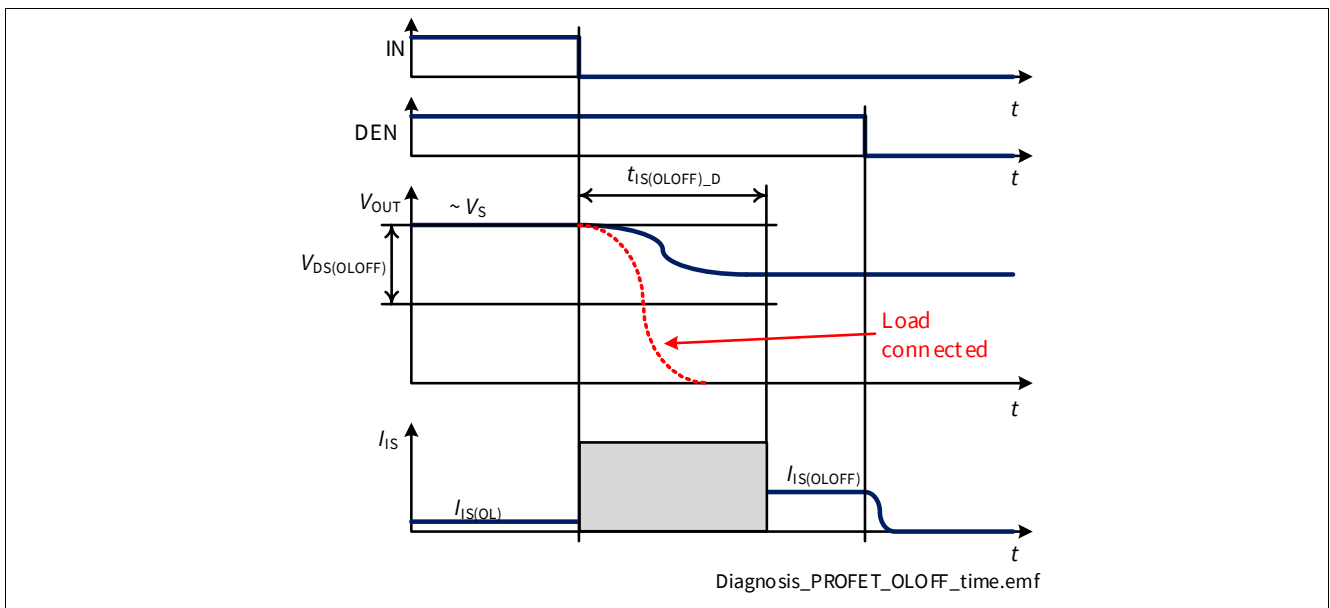 IN
t
DEN
t
tIS(OLOFF)_D
VOUT
~ VS
VDS(OLOFF)
Load
connected
t
IIS
IIS(OLOFF)
IIS(OL)
t
Diagnosis_PROFET_OLOFF_time.emf